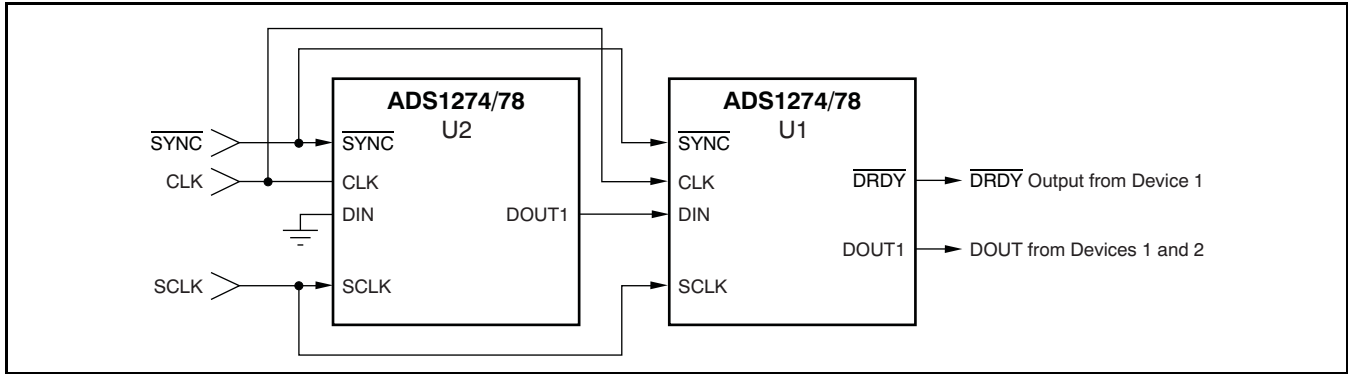 ADS1274/78
U2
ADS1274/78
U1
SYNC
SYNC
SYNC
CLK
CLK
CLK
DRDY
DRDY Output from Device 1
DIN
DOUT1
DIN
DOUT1
DOUT from Devices 1 and 2
SCLK
SCLK
SCLK